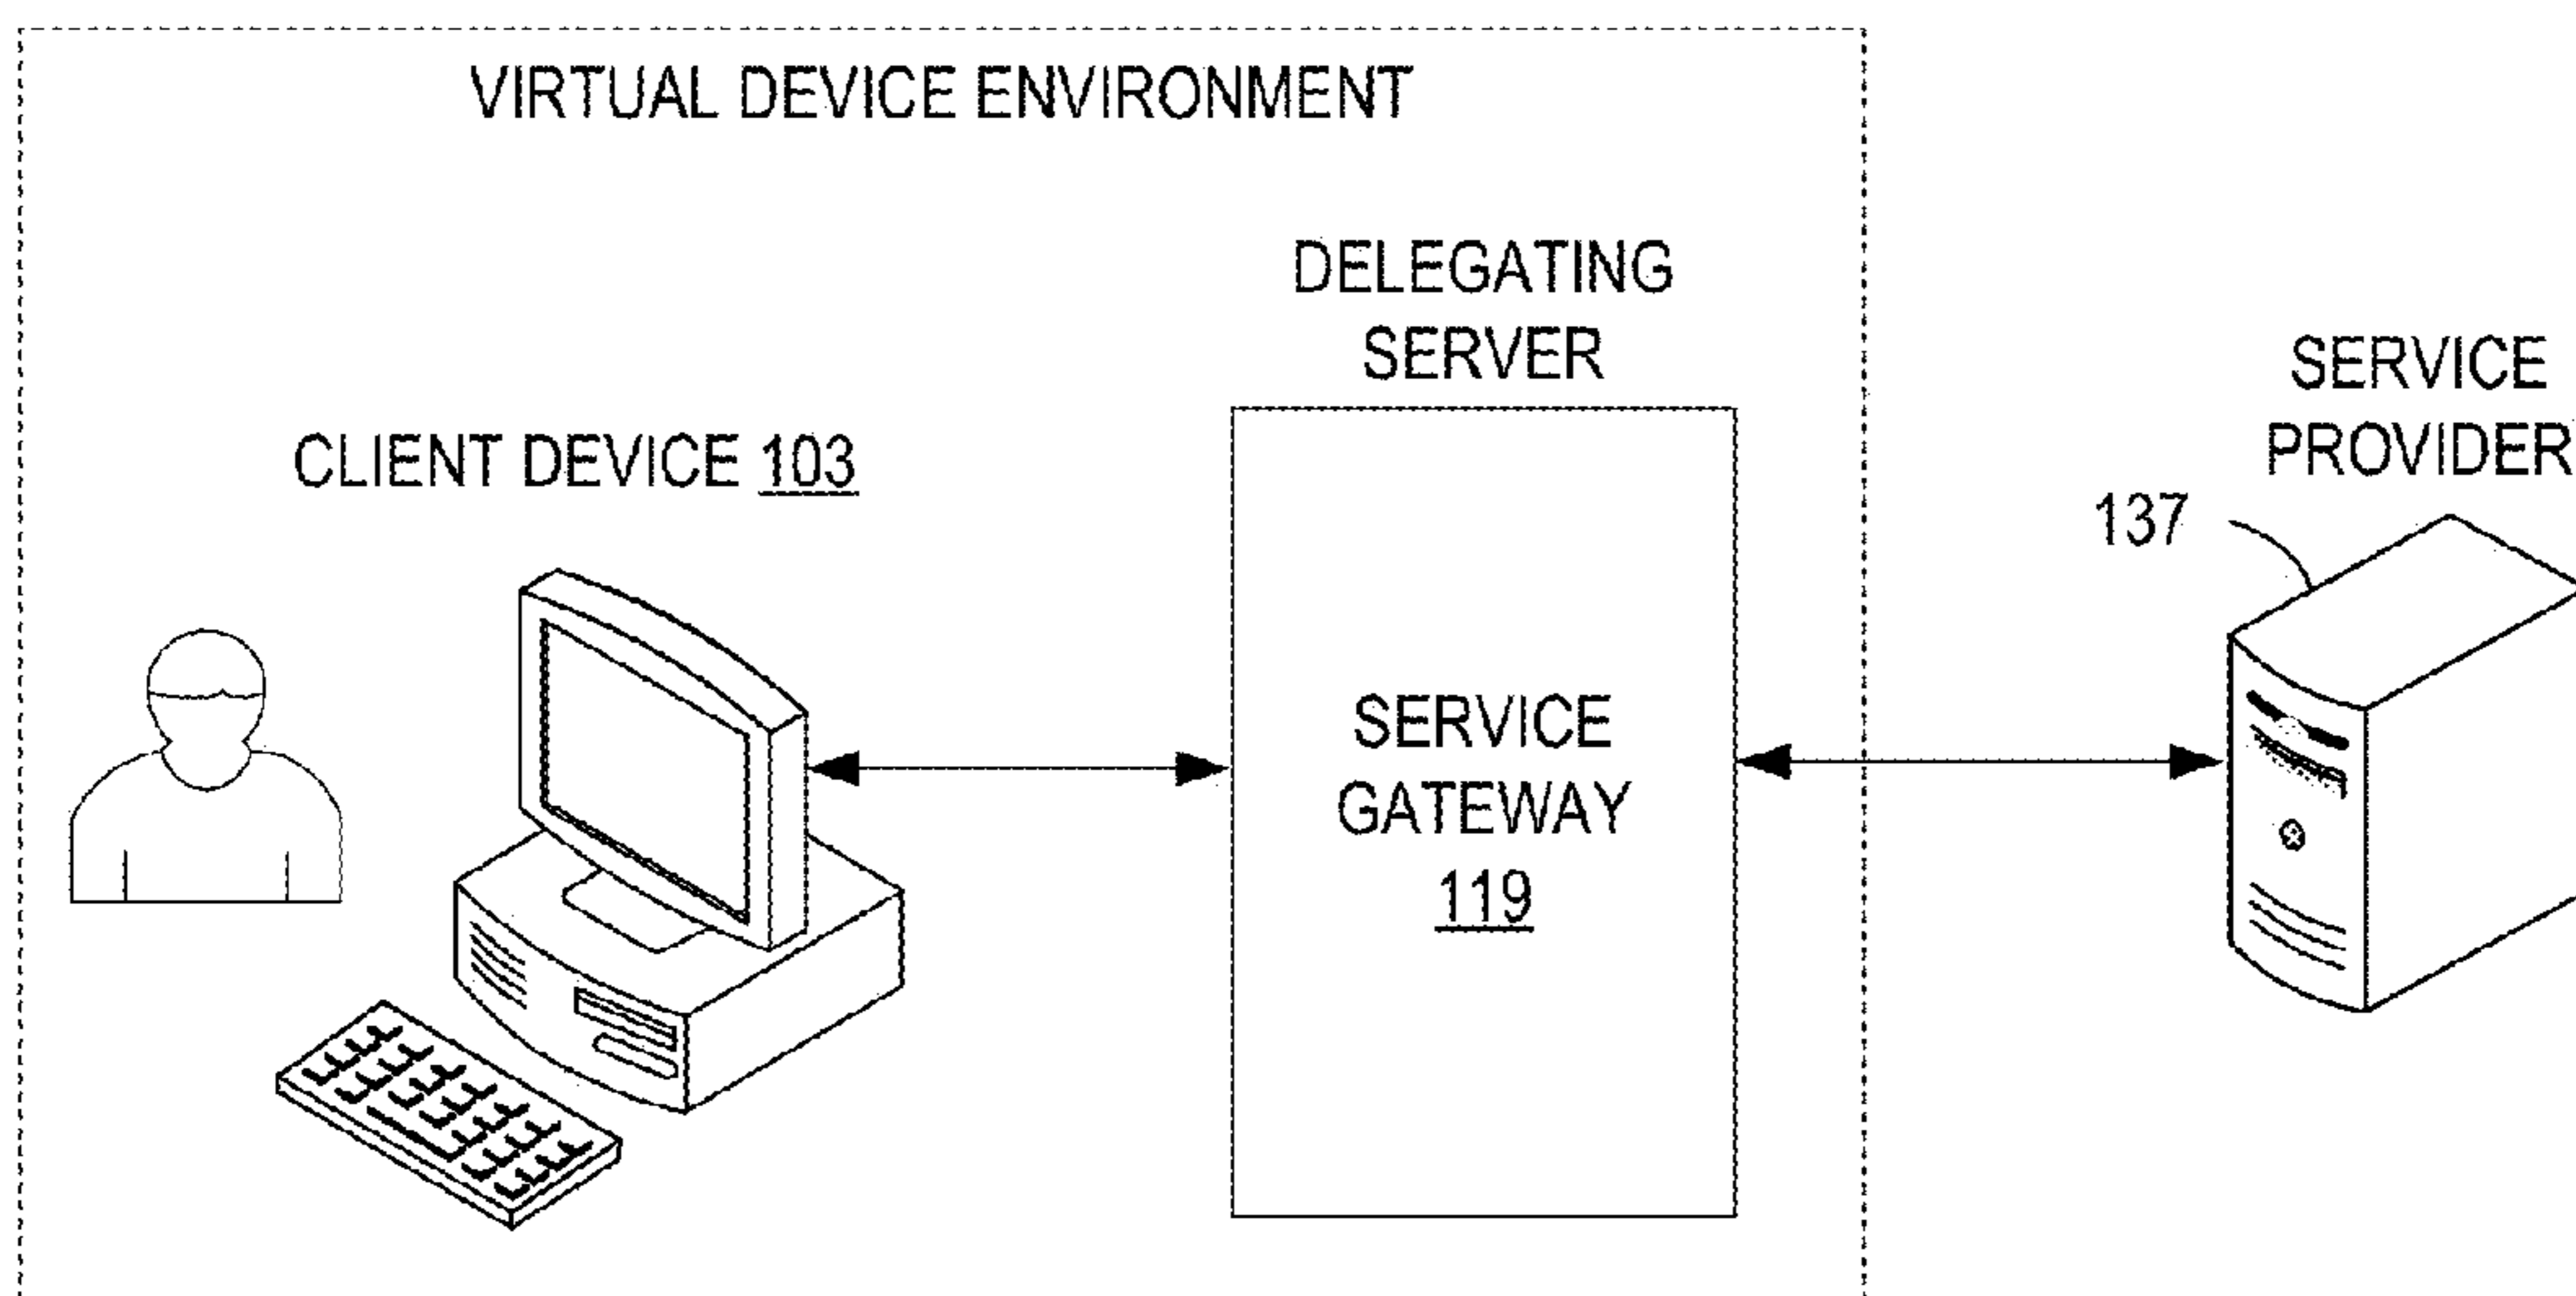 VIRTUAL DEVICE ENVIRONMENT
DELEGATING
SERVER
SERVICE
PROVIDER
CLIENT DEVICE 103
137
SERVICE
GATEWAY
119